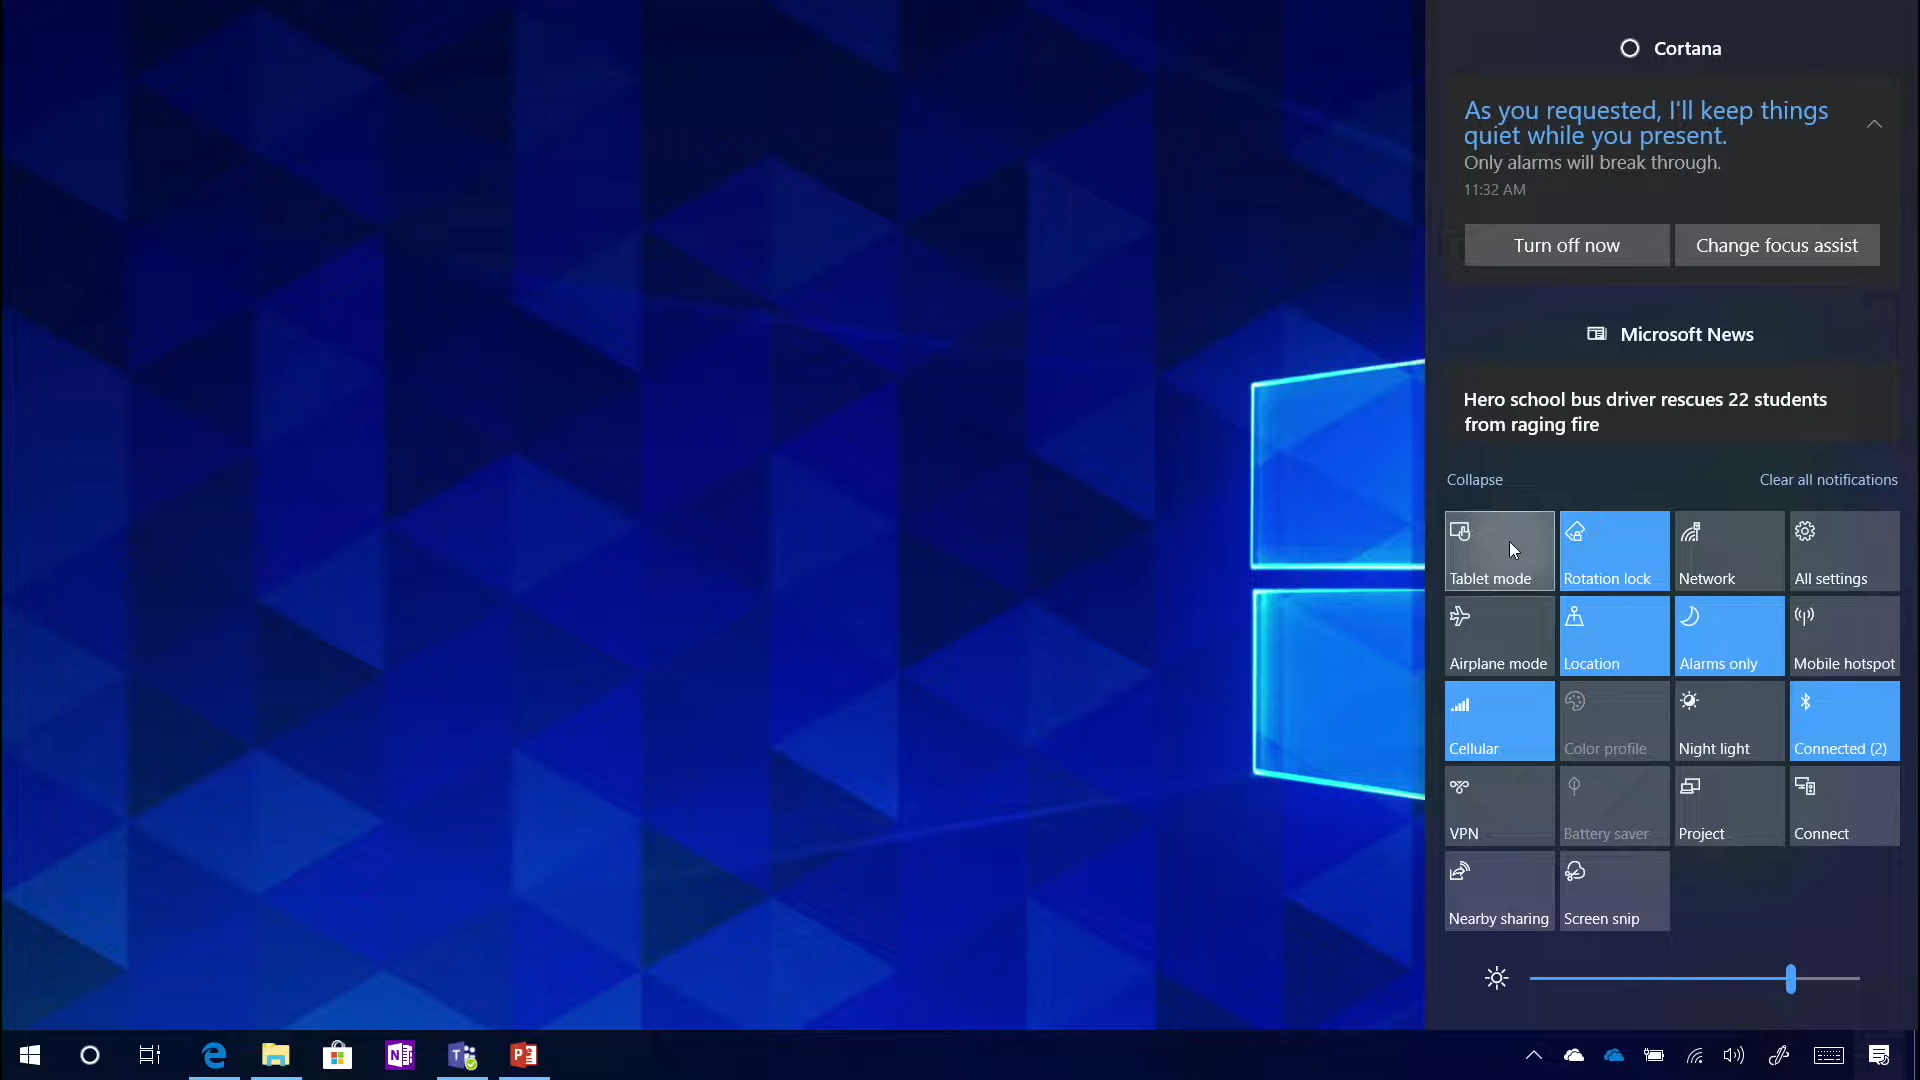 Cortana
As you requested, I'll keep things
quiet while you present.
Only alarms will break through.
11:32 AM
Turn off now
Change focus assist
Microsoft News
Hero school bus driver rescues 22 students
from raging fire
Collapse
Clear all notifications
Tablet mode
Rotation lock
Network
All settings
Airplane mode
Location
Alarms only
Mobile hotspot
Cellular
Color profile
Night light
Connected (2)
VPN
Battery saver
Project
Connect
Nearby sharing
Screen snip